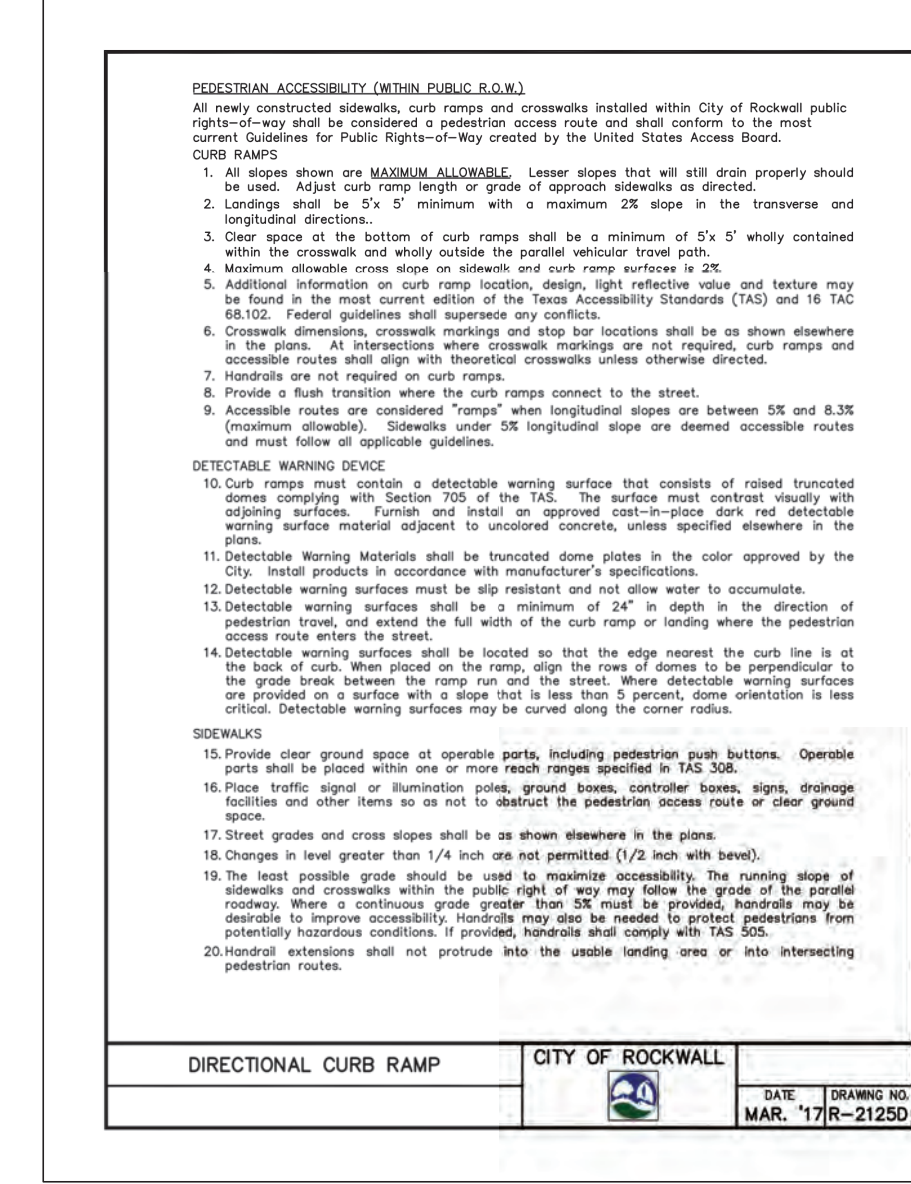 PEDESTRIAN ACCESSIBILITY (WITHIN PUBLIC R.O.W.)
All newly constructed sidewalks, curb ramps and crosswalks installed within City of Rockwall public
rights-of-way shall be considered a pedestrian access route and shall conform to the most
current Guidelines for Public Rights-of-Way created by the United States Access Board.
CURB RAMPS
1. All slopes shown are MAXIMUM ALLOWABLE. Lesser slopes that will still drain properly should
be used. Adjust curb ramp length or grade of approach sidewalks as directed.
2. Landings shall be 5'x 5' minimum with a maximum 2% slope in the transverse and
longitudinal directions..
3. Clear space at the bottom of curb ramps shall be a minimum of 5'x 5' wholly contained
within the crosswalk and wholly outside the parallel vehicular travel path.
4. Maximum allowable cross slope on sidewalk and curb ramp surfaces is 2%.
5. Additional information on curb ramp location, design, light reflective value and texture may
be found in the most current edition of the Texas Accessibility Standards (TAS) and 16 TAC
68.102. Federal guidelines shall supersede any conflicts.
6. Crosswalk dimensions, crosswalk markings and stop bar locations shall be as shown elsewhere
in the plans. At intersections where crosswalk markings are not required, curb ramps and
accessible routes shall align with theoretical crosswalks unless otherwise directed.
7. Handrails are not required on curb ramps.
8. Provide a flush transition where the curb ramps connect to the street.
9. Accessible routes are considered "ramps" when longitudinal slopes are between 5% and 8.3%
(maximum allowable). Sidewalks under 5% longitudinal slope are deemed accessible routes
and must follow all applicable guidelines.
DETECTABLE WARNING DEVICE
10. Curb ramps must contain a detectable warning surface that consists of raised truncated
domes complying with Section 705 of the TAS. The surface must contrast visually with
adjoining surfaces. Furnish and install an approved cast-in-place dark red detectable
warning surface material adjacent to uncolored concrete, unless specified elsewhere in the
plans.
11. Detectable Warning Materials shall be truncated dome plates in the color approved by the
City. Install products in accordance with manufacturer's specifications.
12. Detectable warning surfaces must be slip resistant and not allow water to accumulate.
13. Detectable warning surfaces shall be a minimum of 24" in depth in the direction of
pedestrian travel, and extend the full width of the curb ramp or landing where the pedestrian
access route enters the street.
14. Detectable warning surfaces shall be located so that the edge nearest the curb line is at
the back of curb. When placed on the ramp, align the rows of domes to be perpendicular to
the grade break between the ramp run and the street. Where detectable warning surfaces
are provided on a surface with a slope that is less than 5 percent, dome orientation is less
critical. Detectable warning surfaces may be curved along the corner radius.
SIDEWALKS
15. Provide clear ground space at operable parts, including pedestrian push buttons. Operable
parts shall be placed within one or more reach ranges specified in TAS 308.
16. Place traffic signal or illumination poles, ground boxes, controller boxes, signs, drainage
facilities and other items so as not to obstruct the pedestrian access route or clear ground
space.
17. Street grades and cross slopes shall be as shown elsewhere in the plans.
18. Changes in level greater than 1/4 inch are not permitted (1/2 inch with bevel).
19. The least possible grade should be used to maximize accessibility. The running slope of
sidewalks and crosswalks within the public right of way may follow the grade of the parallel
roadway. Where a continuous grade greater than 5% must be provided, handrails may be
desirable to improve accessibility. Handrails may also be needed to protect pedestrians from
potentially hazardous conditions. If provided, handrails shall comply with TAS 505.
20. Handrail extensions shall not protrude into the usable landing area or into intersecting
pedestrian routes.
DIRECTIONAL CURB RAMP
CITY OF ROCKWALL
DATE
MAR. '17
DRAWING NO.
R-2125D